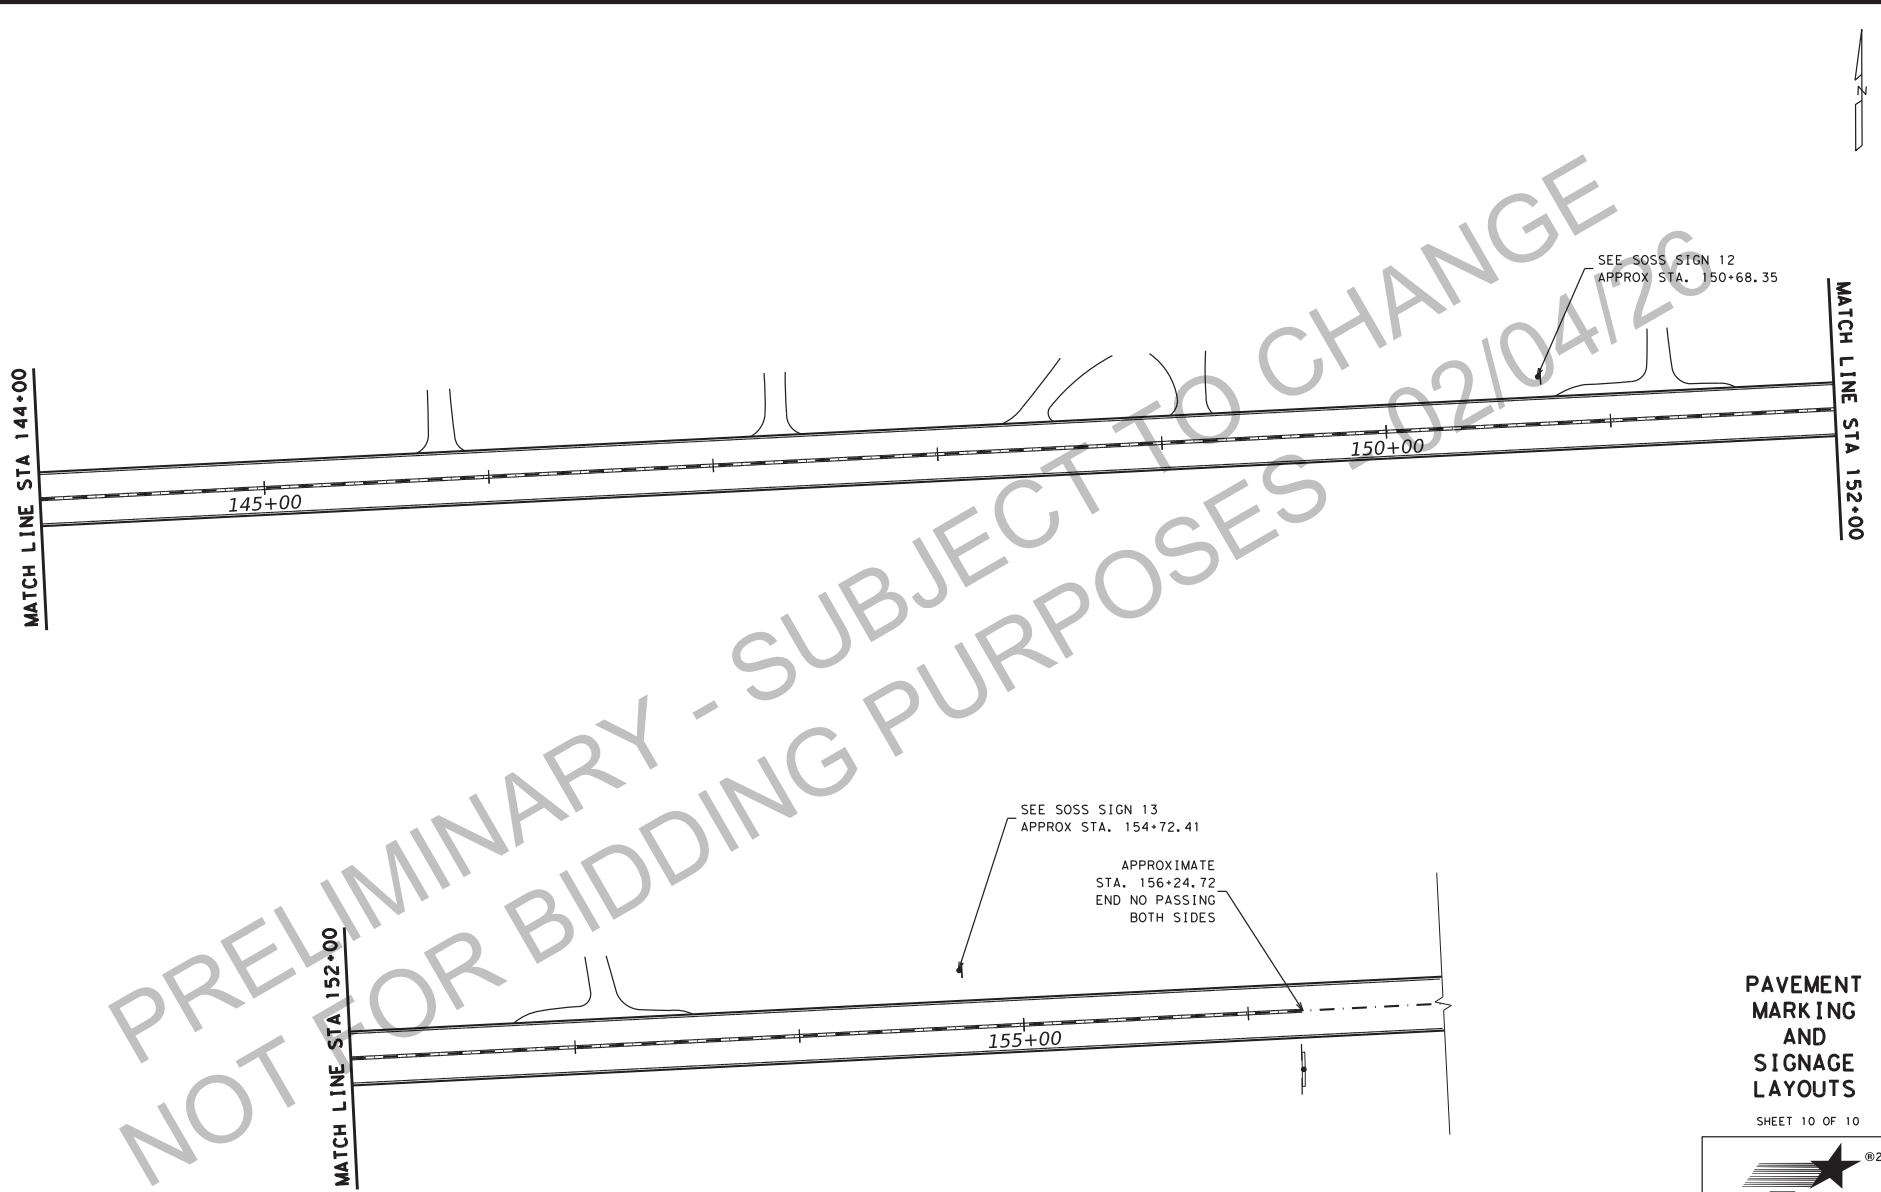 N
SEE SOSS SIGN 12
APPROX STA. 150+68.35
MATCH LINE STA 144+00
145+00
150+00
MATCH LINE STA 152+00
PRELIMINARY - SUBJECT TO CHANGE
NOT FOR BIDDING PURPOSES - 02/04/26
SEE SOSS SIGN 13
APPROX STA. 154+72.41
APPROXIMATE
STA. 156+24.72
END NO PASSING
BOTH SIDES
MATCH LINE STA 152+00
155+00
PAVEMENT
MARKING
AND
SIGNAGE
LAYOUTS
SHEET 10 OF 10
®2